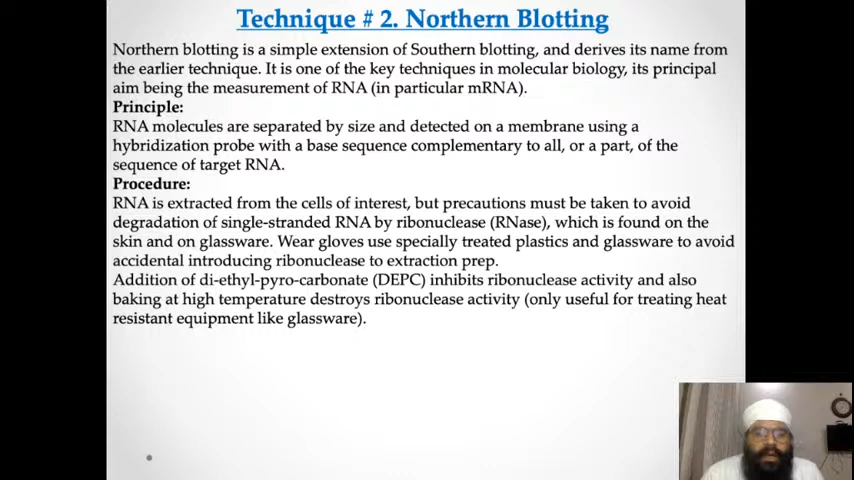 Technique # 2. Northern Blotting
Northern blotting is a simple extension of Southern blotting, and derives its name from
the earlier technique. It is one of the key techniques in molecular biology, its principal
aim being the measurement of RNA (in particular mRNA).
Principle:
RNA molecules are separated by size and detected on a membrane using a
hybridization probe with a base sequence complementary to all, or a part, of the
sequence of target RNA.
Procedure:
RNA is extracted from the cells of interest, but precautions must be taken to avoid
degradation of single-stranded RNA by ribonuclease (RNase), which is found on the
skin and on glassware. Wear gloves use specially treated plastics and glassware to avoid
accidental introducing ribonuclease to extraction prep.
Addition of di-ethyl-pyro-carbonate (DEPC) inhibits ribonuclease activity and also
baking at high temperature destroys ribonuclease activity (only useful for treating heat
resistant equipment like glassware).